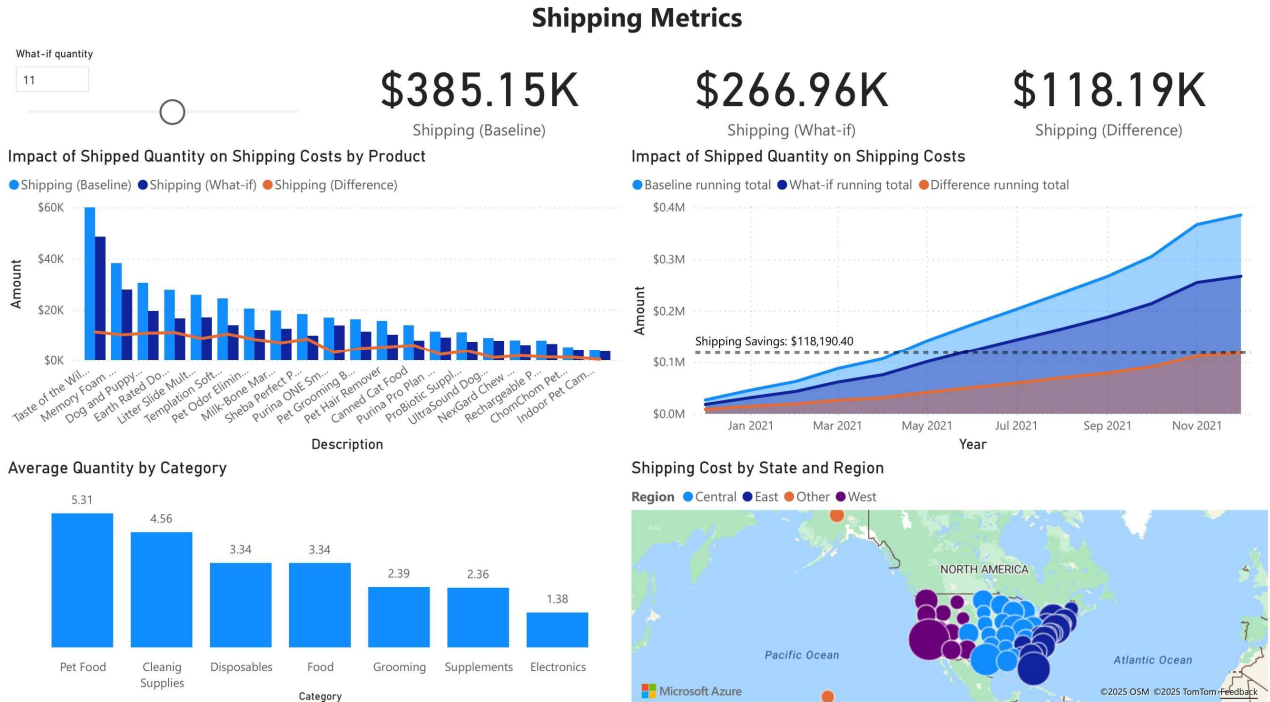 Shipping Metrics
What-if quantity
11
$385.15K
Shipping (Baseline)
$266.96K
Shipping (What-if)
$118.19K
Shipping (Difference)
Impact of Shipped Quantity on Shipping Costs by Product
Shipping (Baseline) Shipping (What-if) Shipping (Difference)
Amount
$60K
$40K
$20K
$0K
Taste of the Wil...
Memory Foam ...
Dog and Puppy...
Earth Rated Do...
Litter Slide Mult...
Templation Soft...
Pet Odor Elimin...
Milk-Bone Mar...
Sheba Perfect P...
Purina ONE Sm...
Pet Grooming B...
Pet Hair Remover
Canned Cat Food
Purina Pro Plan ...
ProBiotic Suppl...
UltraSound Dog...
NexGard Chew ...
Rechargeable P...
ChomChom Pet...
Indoor Pet Cam...
Description
Impact of Shipped Quantity on Shipping Costs
Baseline running total What-if running total Difference running total
Amount
$0.4M
$0.3M
$0.2M
$0.1M
$0.0M
Shipping Savings: $118,190.40
Jan 2021 Mar 2021 May 2021 Jul 2021 Sep 2021 Nov 2021
Year
Average Quantity by Category
5.31
4.56
3.34
3.34
2.39
2.36
1.38
Pet Food
Cleanig
Supplies
Disposables
Food
Grooming
Supplements
Electronics
Category
Shipping Cost by State and Region
Region Central East Other West
NORTH AMERICA
Pacific Ocean
Atlantic Ocean
Microsoft Azure
©2025 OSM ©2025 TomTom Feedback